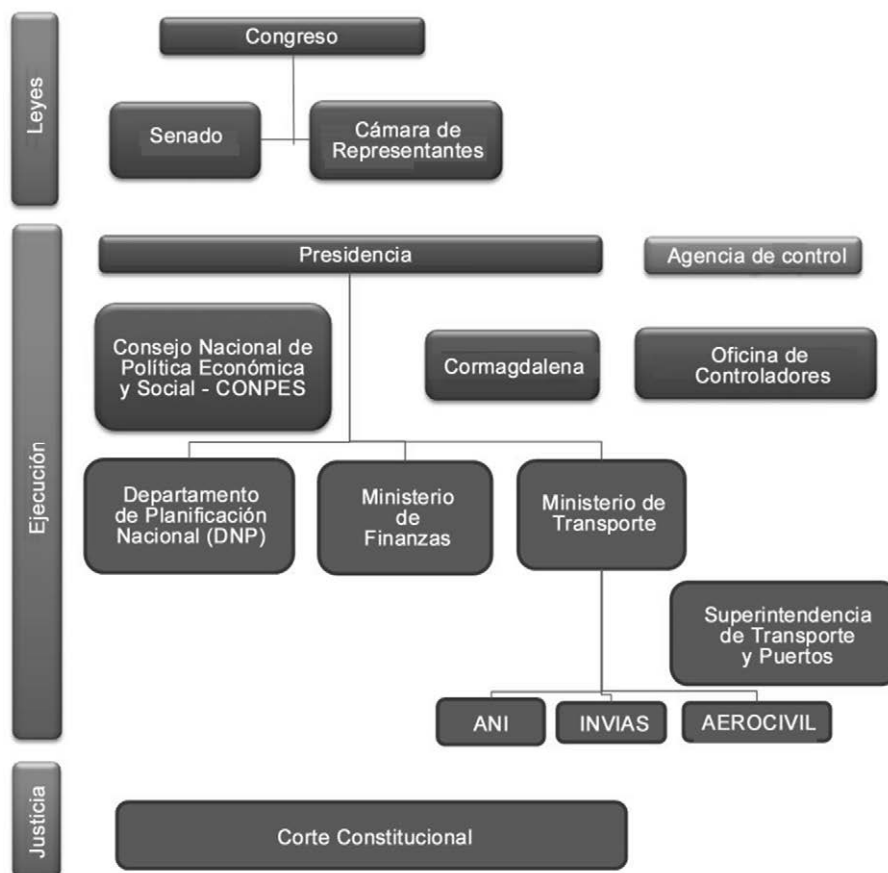 Leyes
Congreso
Senado
Cámara de
Representantes
Ejecución
Presidencia
Agencia de control
Consejo Nacional de
Política Económica
y Social - CONPES
Cormagdalena
Oficina de
Controladores
Departamento
de Planificación
Nacional (DNP)
Ministerio
de
Finanzas
Ministerio de
Transporte
Superintendencia
de Transporte
y Puertos
ANI
INVIAS
AEROCIVIL
Justicia
Corte Constitucional